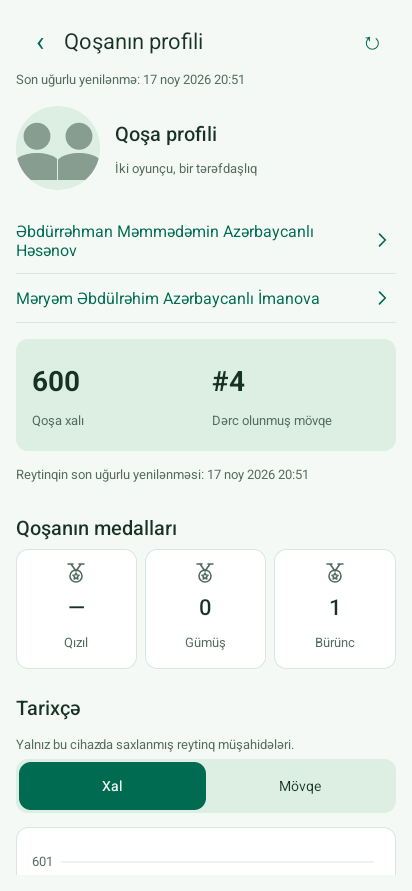 Qoşanın profili
Son uğurlu yenilənmə: 17 noy 2026 20:51
Qoşa profili
İki oyunçu, bir tərəfdaşlıq
Əbdürrəhman Məmmədəmin Azərbaycanlı
Həsənov
Məryəm Əbdülrəhim Azərbaycanlı İmanova
600
#4
Qoşa xalı
Dərc olunmuş mövqe
Reytinqin son uğurlu yenilənməsi: 17 noy 2026 20:51
Qoşanın medalları
—
0
1
Qızıl
Gümüş
Bürünc
Tarixçə
Yalnız bu cihazda saxlanmış reytinq müşahidələri.
Xal
Mövqe
601